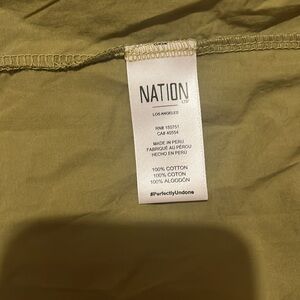 NATION
LTD
LOS ANGELES
RN# 150751
CA# 40554
MADE IN PERU
FABRIQUÉ AU PÉROU
HECHO EN PERÚ
100% COTTON
100% COTON
100% ALGODÓN
#PerfectlyUndone